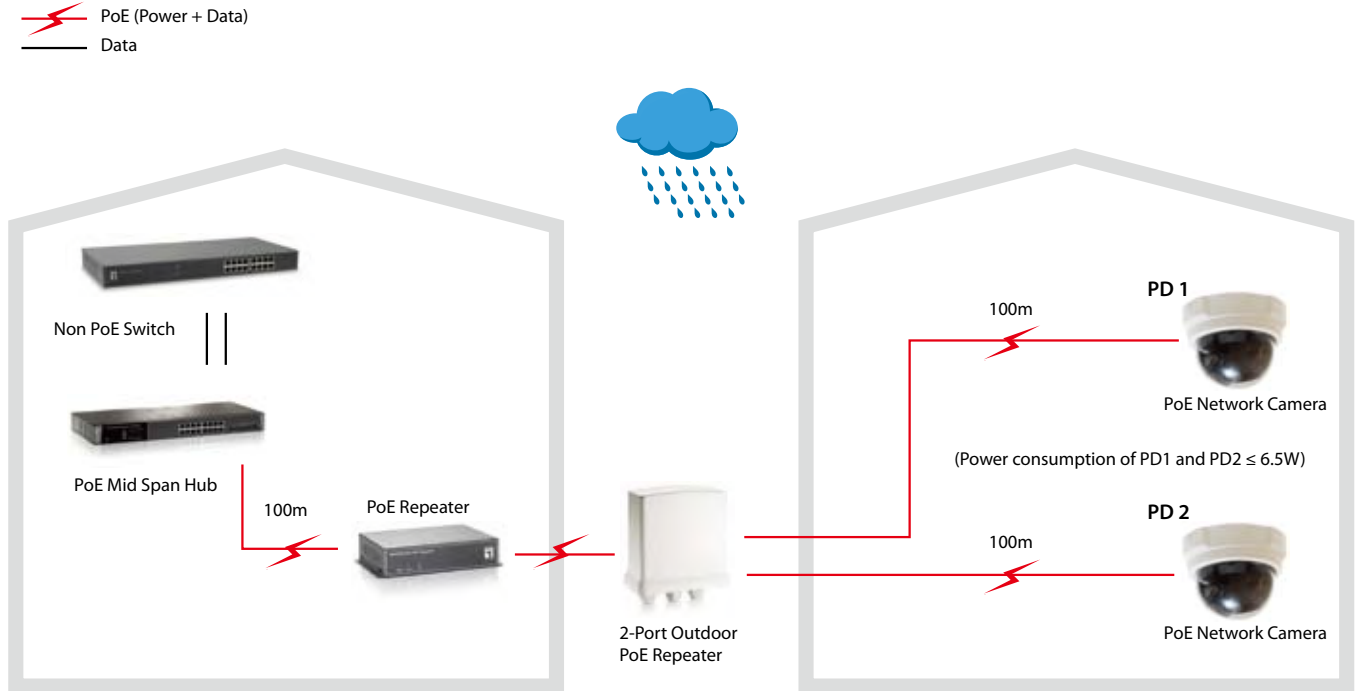 PoE (Power + Data)
Data
Non PoE Switch
PoE Mid Span Hub
100m
PoE Repeater
2-Port Outdoor
PoE Repeater
100m
PD 1
PoE Network Camera
(Power consumption of PD1 and PD2 ≤ 6.5W)
100m
PD 2
PoE Network Camera